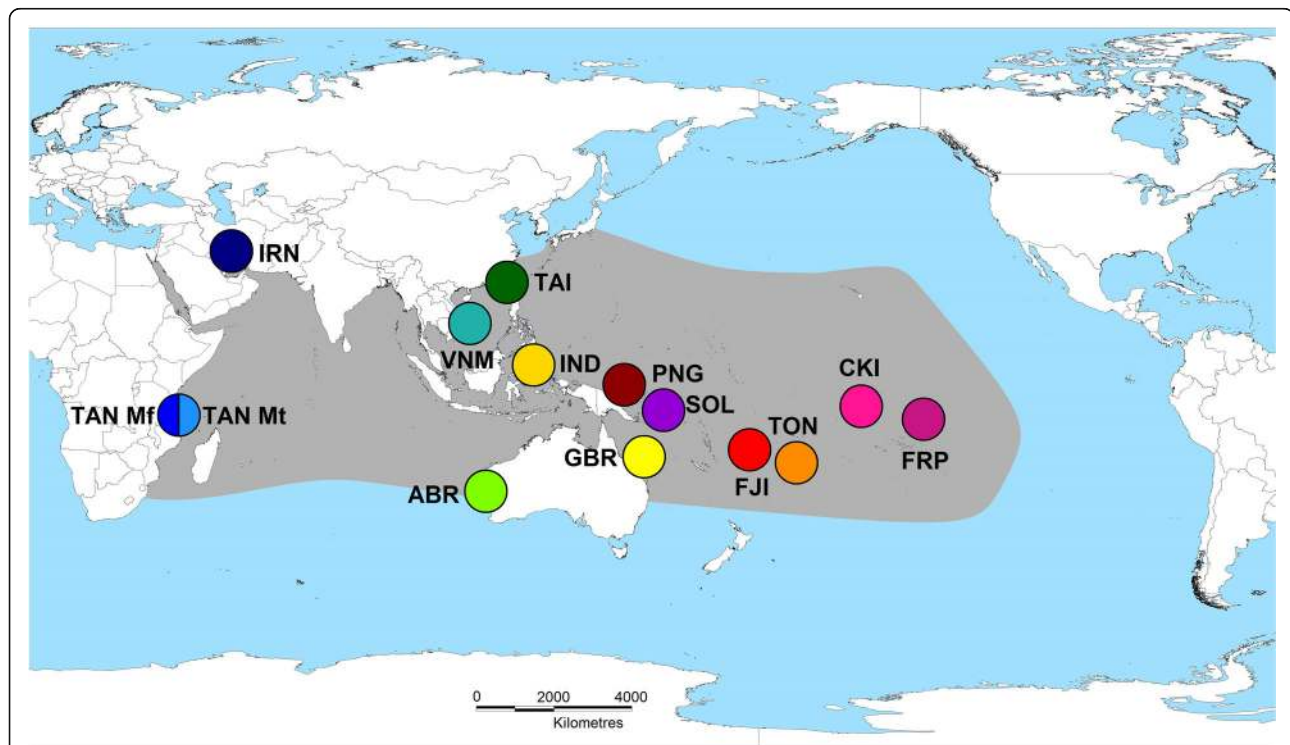 IRN
TAI
VNM
IND
PNG
CKI
SOL
TAN Mf TAN Mt
TON
GBR
FRP
FJI
ABR
0 2000 4000
Kilometres